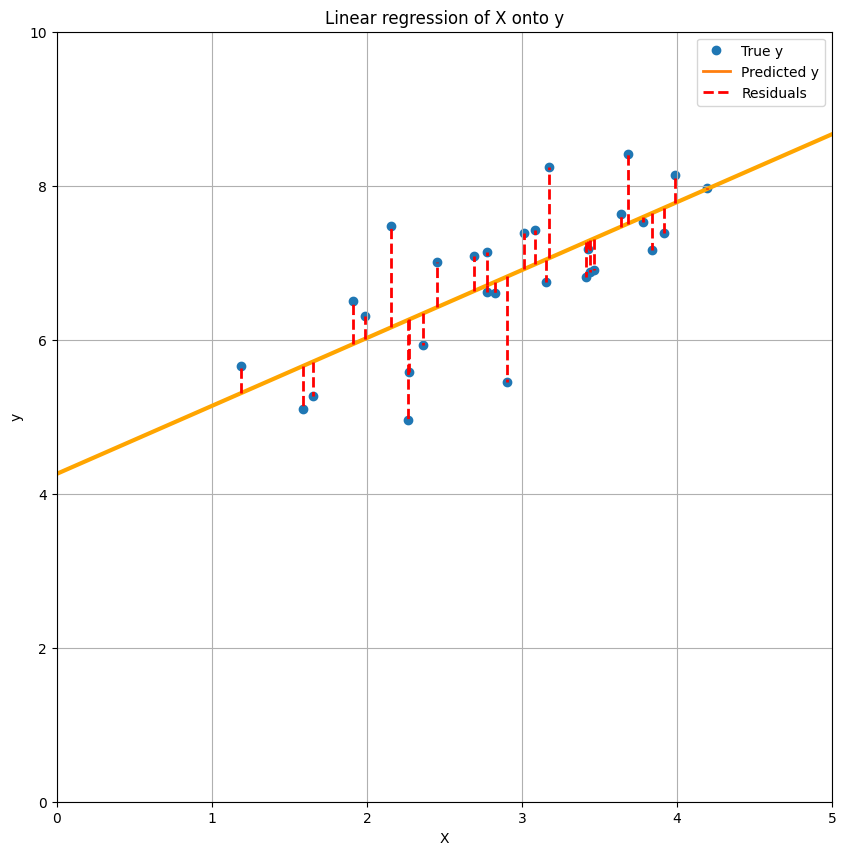 Linear regression of X onto y
True y
Predicted y
Residuals
y
10
8
6
4
2
0
0 1 2 3 4 5
X